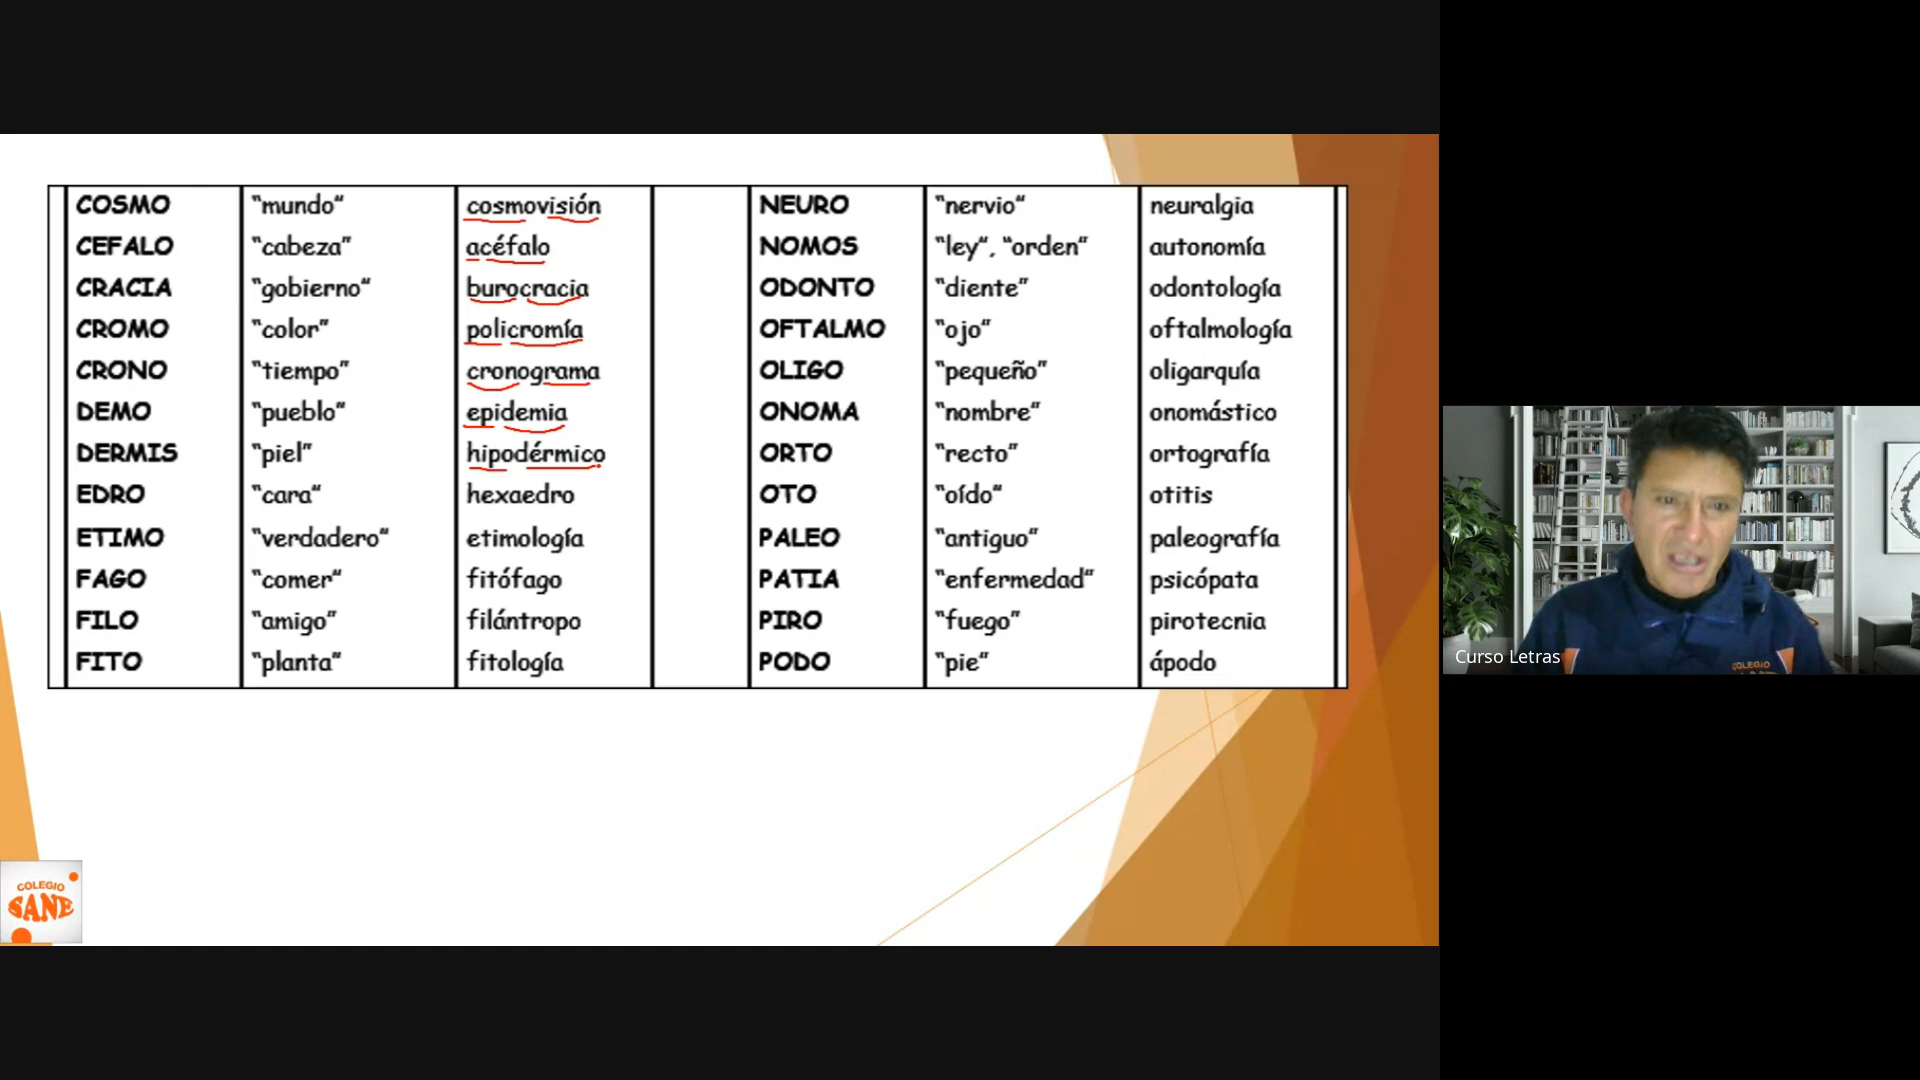 COSMO "mundo" cosmovisión NEURO "nervio" neuralgia
CEFALO "cabeza" acéfalo NOMOS "ley", "orden" autonomía
CRACIA "gobierno" burocracia ODONTO "diente" odontología
CROMO "color" policromía OFTALMO "ojo" oftalmología
CRONO "tiempo" cronograma OLIGO "pequeño" oligarquía
DEMO "pueblo" epidemia ONOMA "nombre" onomástico
DERMIS "piel" hipodérmico ORTO "recto" ortografía
EDRO "cara" hexaedro OTO "oído" otitis
ETIMO "verdadero" etimología PALEO "antiguo" paleografía
FAGO "comer" fitófago PATIA "enfermedad" psicópata
FILO "amigo" filántropo PIRO "fuego" pirotecnia
FITO "planta" fitología PODO "pie" ápodo
Curso Letras
COLEGIO
COLEGIO
SANE